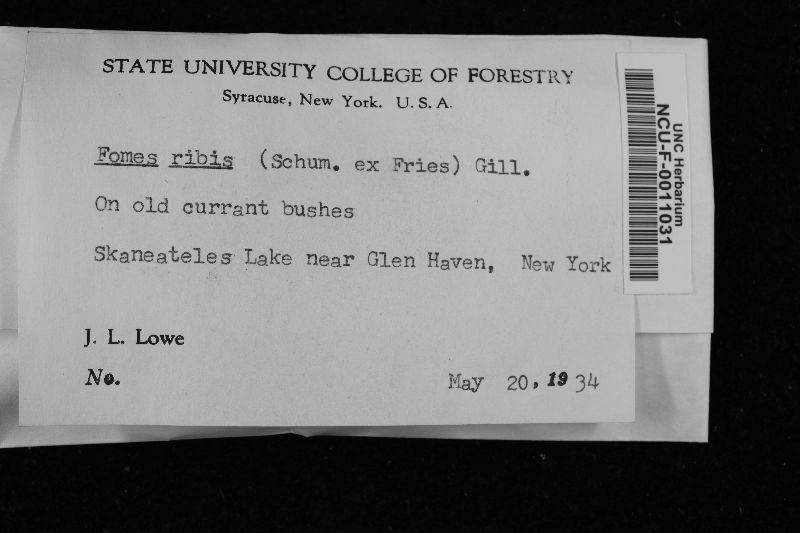 STATE UNIVERSITY COLLEGE OF FORESTRY
Syracuse, New York. U. S. A.
Fomes ribis (Schum. ex Fries) Gill.
On old currant bushes
Skaneateles Lake near Glen Haven, New York
J. L. Lowe
No.
May 20, 1934
UNC Herbarium
NCU-F-0011031